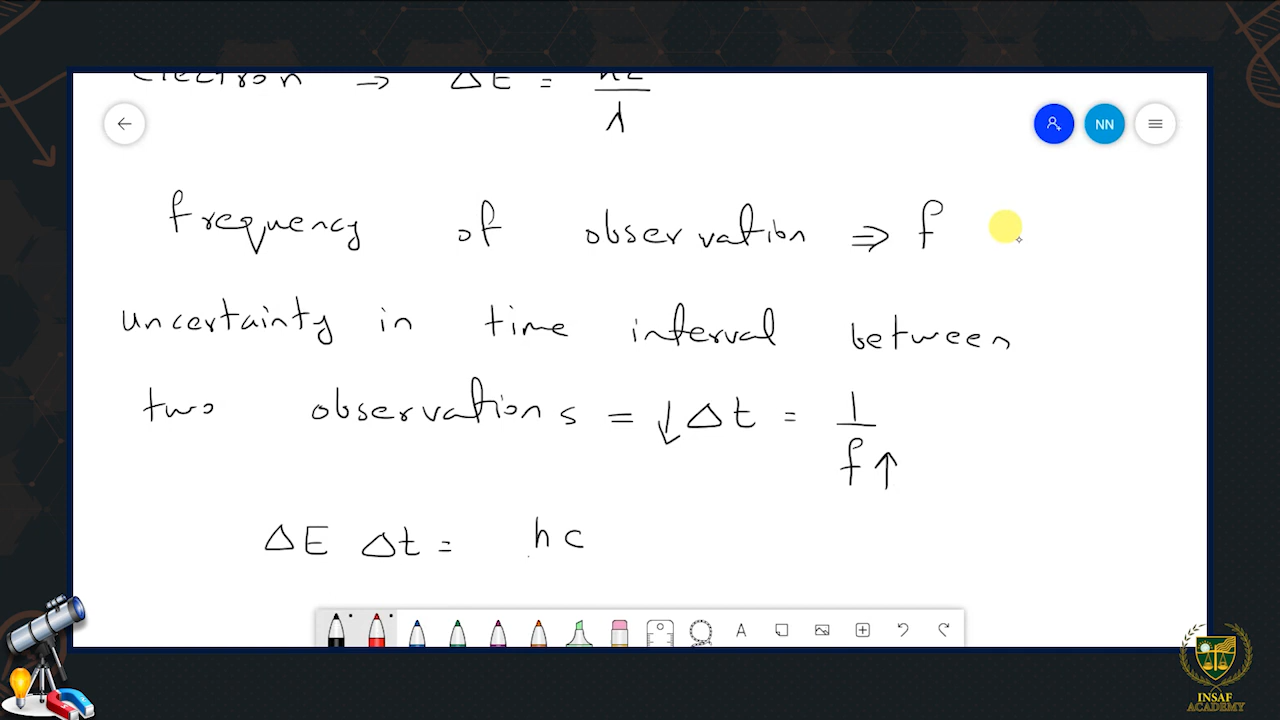 electron → ΔE = hc
λ
NN
frequency of observation ⇒ f
uncertainty in time interval between
two observations = ↓Δt = 1
f↑
ΔE Δt = hc
A
INSAF
ACADEMY